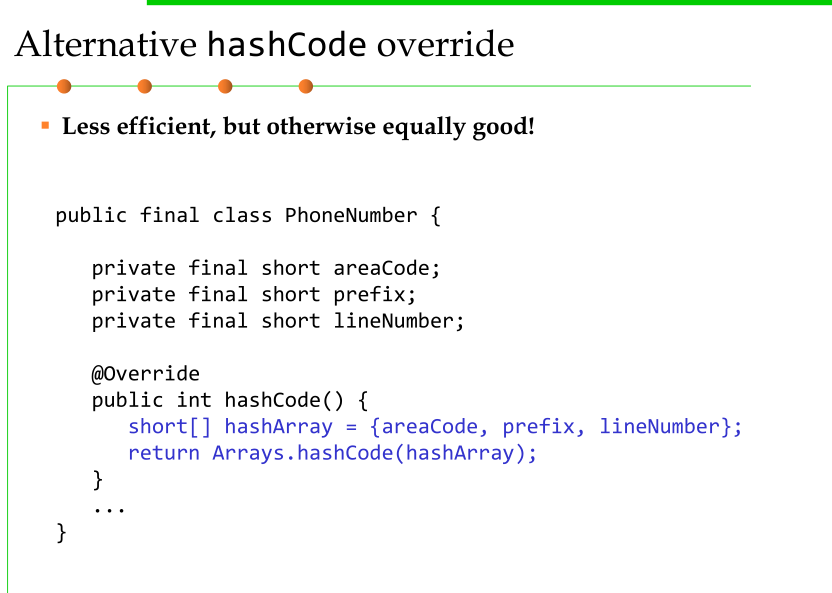 Alternative hashCode override
Less efficient, but otherwise equally good!
public final class PhoneNumber {
private final short areaCode;
private final short prefix;
private final short lineNumber;
@Override
public int hashCode() {
short[] hashArray = {areaCode, prefix, lineNumber};
return Arrays.hashCode(hashArray);
}
...
}